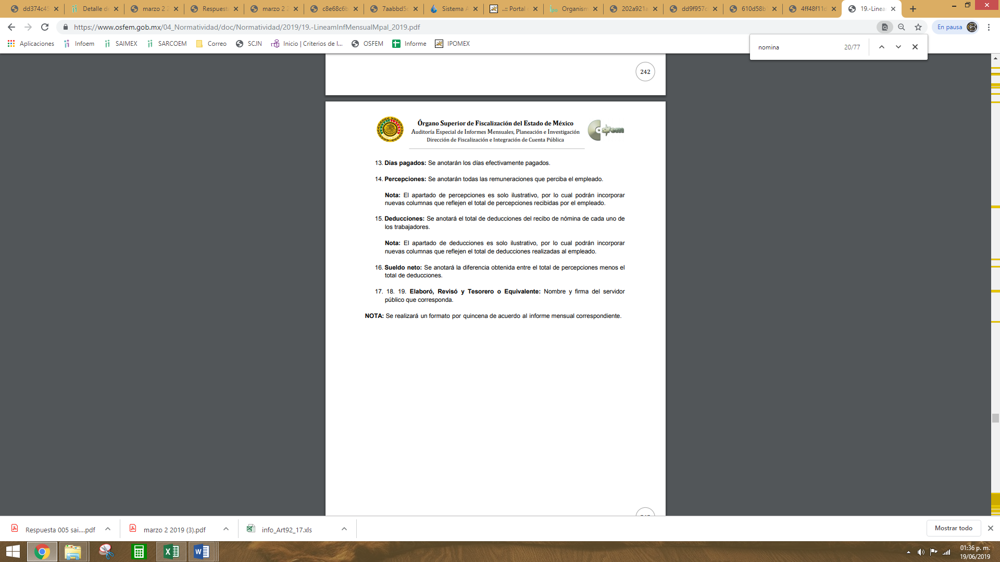 dd374c45
Detalle de
marzo 2 2
Respuest
marzo 2 2
c8e68c6b
7aabbd5c
Sistema A
..:: Portal
Organism
202a921a
dd9f957c
610d58b
4ff48f11c
19.-Linea
https://www.osfem.gob.mx/04_Normatividad/doc/Normatividad/2019/19.-LineamInfMensualMpal_2019.pdf
En pausa
Aplicaciones
Infoem
SAIMEX
SARCOEM
Correo
SCJN
Inicio | Criterios de I...
OSFEM
Informe
IPOMEX
nomina 20/77
242
Órgano Superior de Fiscalización del Estado de México
Auditoría Especial de Informes Mensuales, Planeación e Investigación
Dirección de Fiscalización e Integración de Cuenta Pública
osfem
13. Días pagados: Se anotarán los días efectivamente pagados.
14. Percepciones: Se anotarán todas las remuneraciones que perciba el empleado.
Nota: El apartado de percepciones es solo ilustrativo, por lo cual podrán incorporar
nuevas columnas que reflejen el total de percepciones recibidas por el empleado.
15. Deducciones: Se anotará el total de deducciones del recibo de nómina de cada uno de
los trabajadores.
Nota: El apartado de deducciones es solo ilustrativo, por lo cual podrán incorporar
nuevas columnas que reflejen el total de deducciones realizadas al empleado.
16. Sueldo neto: Se anotará la diferencia obtenida entre el total de percepciones menos el
total de deducciones.
17. 18. 19. Elaboró, Revisó y Tesorero o Equivalente: Nombre y firma del servidor
público que corresponda.
NOTA: Se realizará un formato por quincena de acuerdo al informe mensual correspondiente.
Respuesta 005 sai....pdf
marzo 2 2019 (3).pdf
info_Art92_17.xls
Mostrar todo
01:36 p. m.
19/06/2019